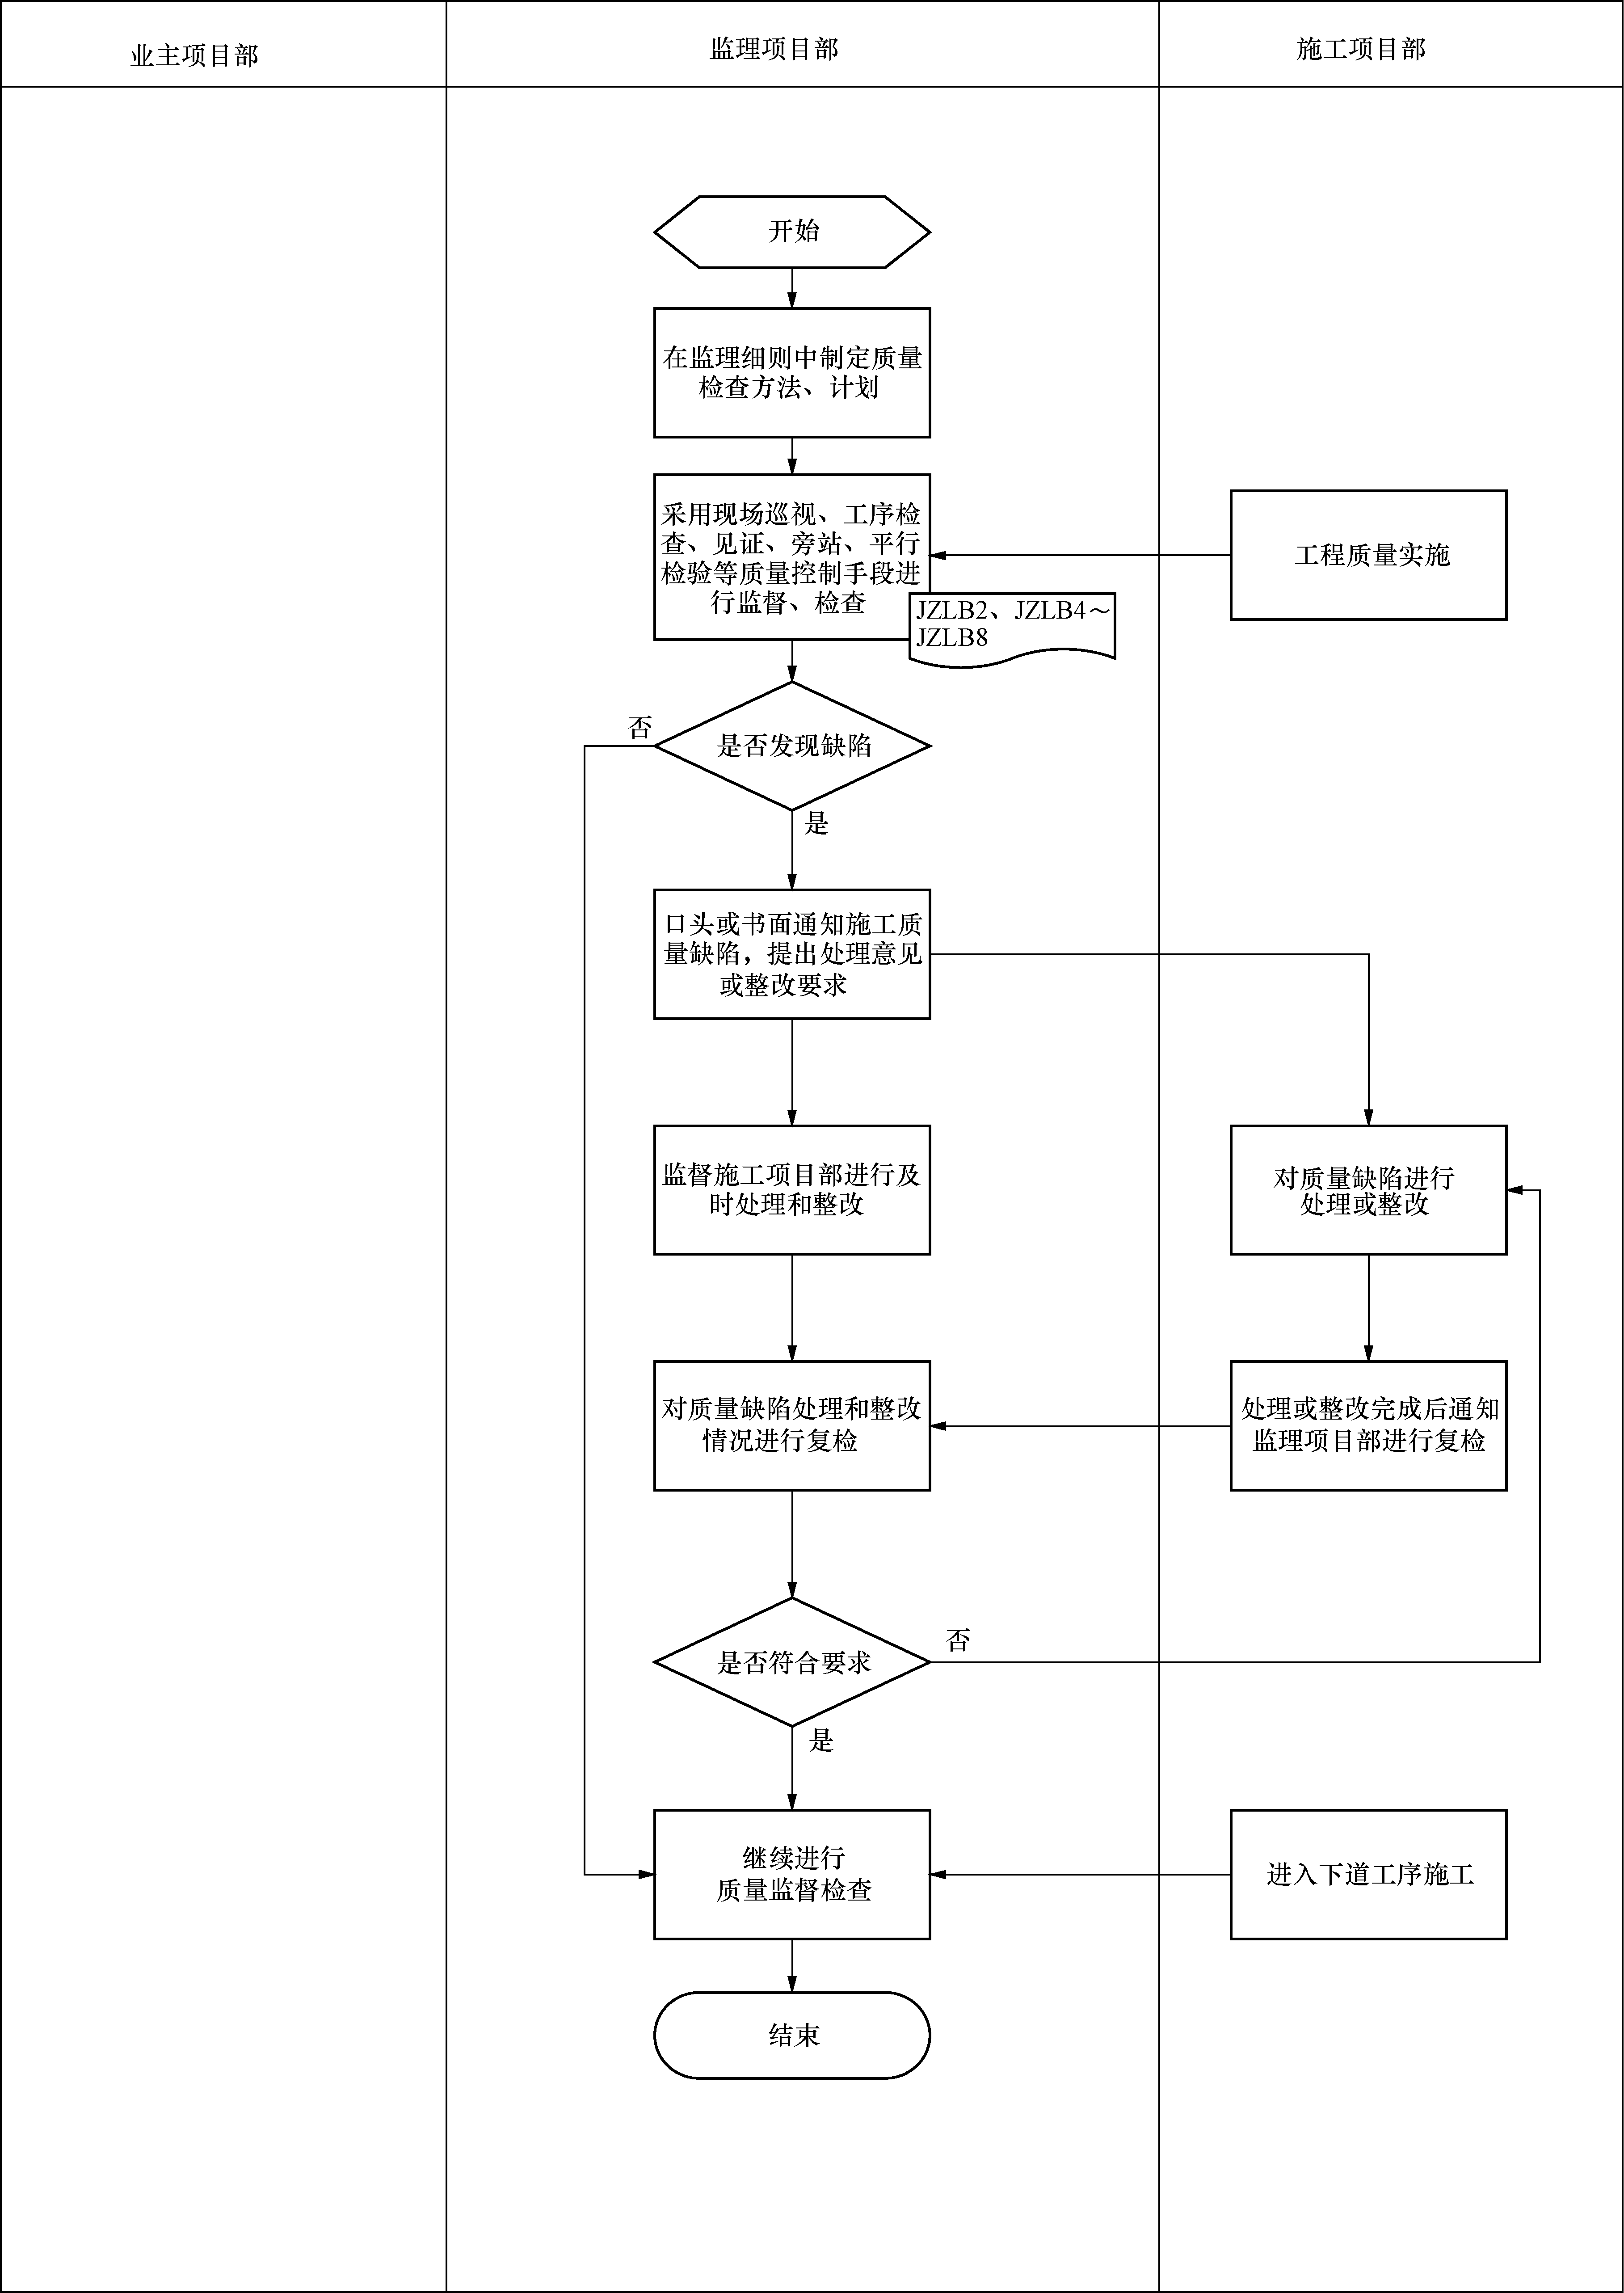 业主项目部
监理项目部
施工项目部
开始
在监理细则中制定质量
检查方法、计划
采用现场巡视、工序检
查、见证、旁站、平行
检验等质量控制手段进
行监督、检查
工程质量实施
JZLB2、JZLB4～
JZLB8
否
是否发现缺陷
是
口头或书面通知施工质
量缺陷，提出处理意见
或整改要求
监督施工项目部进行及
时处理和整改
对质量缺陷进行
处理或整改
对质量缺陷处理和整改
情况进行复检
处理或整改完成后通知
监理项目部进行复检
否
是否符合要求
是
继续进行
质量监督检查
进入下道工序施工
结束